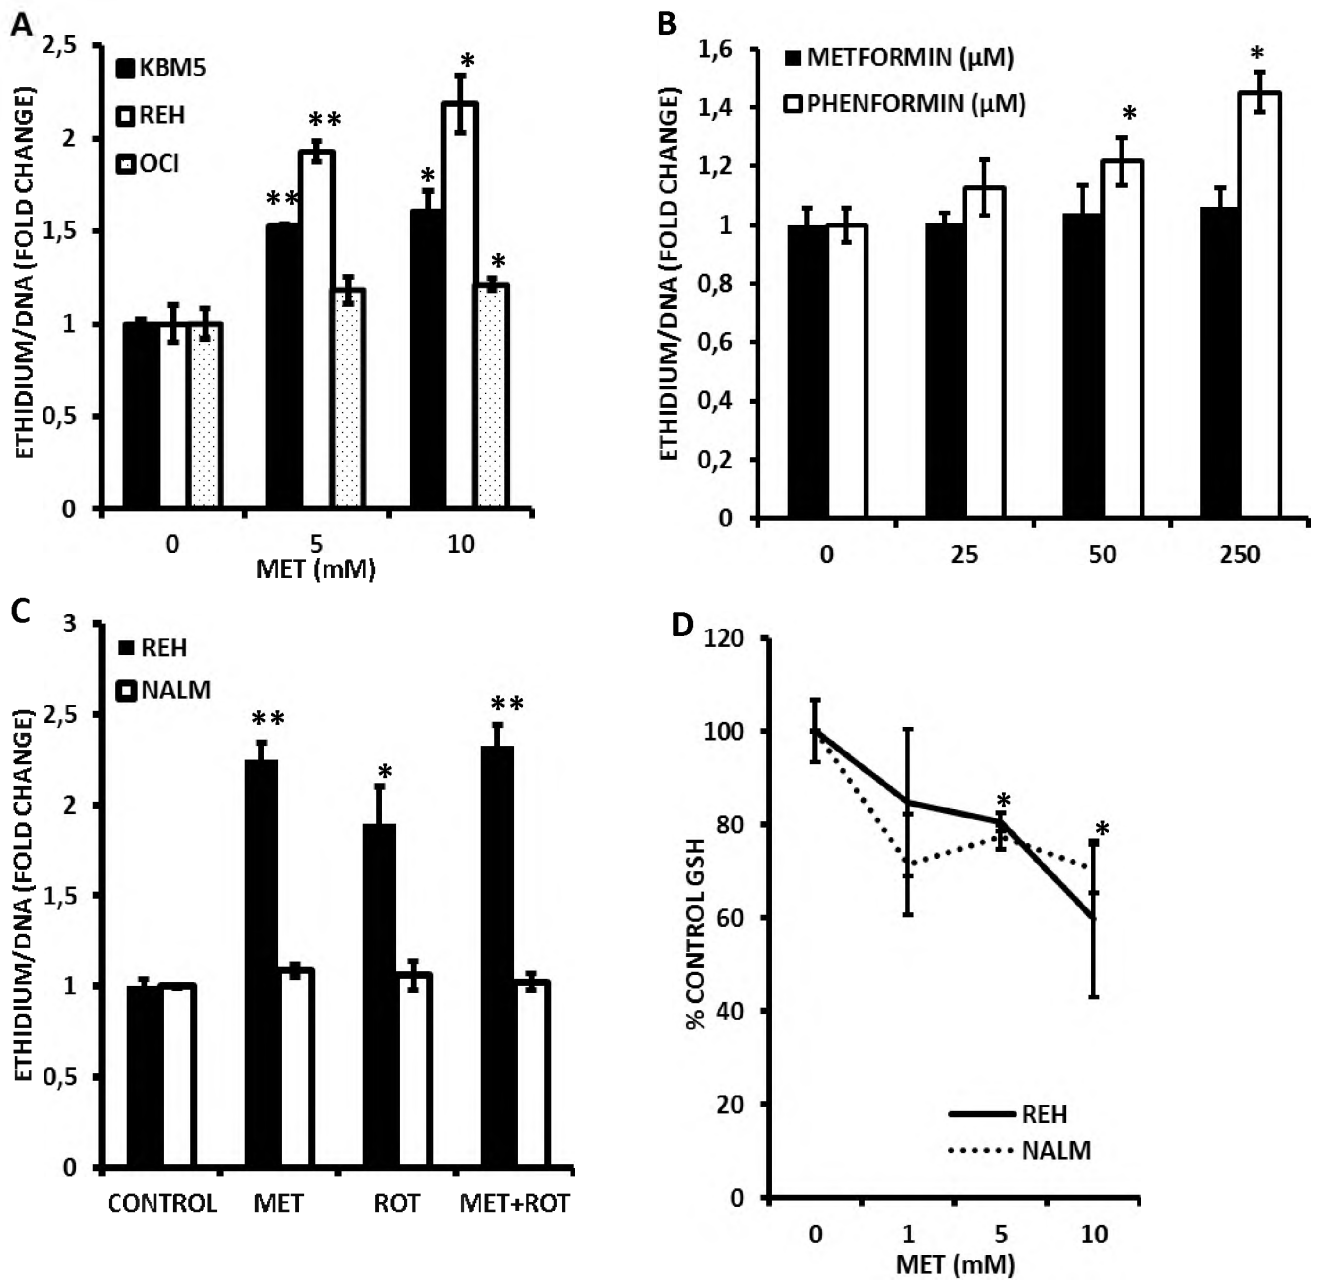 A
ETHIDIUM/DNA (FOLD CHANGE)
2,5
2
1,5
1
0,5
0
KBM5
REH
OCI
**
**
*
*
*
0 5 10
MET (mM)
B
ETHIDIUM/DNA (FOLD CHANGE)
1,6
1,4
1,2
1
0,8
0,6
0,4
0,2
0
METFORMIN (µM)
PHENFORMIN (µM)
*
*
0 25 50 250
C
ETHIDIUM/DNA (FOLD CHANGE)
3
2,5
2
1,5
1
0,5
0
REH
NALM
**
*
**
CONTROL MET ROT MET+ROT
D
% CONTROL GSH
120
100
80
60
40
20
0
*
*
REH
NALM
0 1 5 10
MET (mM)